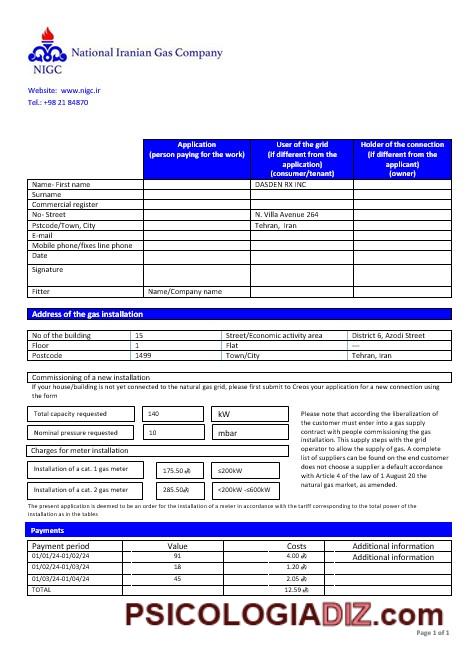 National Iranian Gas Company
NIGC
Website: www.nigc.ir
Tel.: +98 21 84870
Application (person paying for the work)
User of the grid (if different from the application) (consumer/tenant)
Holder of the connection (if different from the applicant) (owner)
Name- First name DASDEN RX INC
Surname
Commercial register
No- Street N. Villa Avenue 264
Pstcode/Town, City Tehran, Iran
E-mail
Mobile phone/fixes line phone
Date
Signature
Fitter Name/Company name
Address of the gas installation
No of the building 15 Street/Economic activity area District 6, Azodi Street
Floor 1 Flat ---
Postcode 1499 Town/City Tehran, Iran
Commissioning of a new installation
If your house/building is not yet connected to the natural gas grid, please first submit to Creos your application for a new connection using
the form
Total capacity requested 140 kW
Nominal pressure requested 10 mbar
Charges for meter installation
Installation of a cat. 1 gas meter 175.50 ≤200kW
Installation of a cat. 2 gas meter 285.50 <200kW -≤600kW
Please note that according the liberalization of
the customer must enter into a gas supply
contract with people commissioning the gas
installation. This supply steps with the grid
operator to allow the supply of gas. A complete
list of suppliers can be found on the end customer
does not choose a supplier a default accordance
with Article 4 of the law of 1 August 20 the
natural gas market, as amended.
The present application is deemed to be an order for the installation of a meter in accordance with the tariff corresponding to the total power of the
installation as in the tables
Payments
Payment period Value Costs Additional information
01/01/24-01/02/24 91 4.00 Additional information
01/02/24-01/03/24 18 1.20
01/03/24-01/04/24 45 2.05
TOTAL 12.59
PSICOLOGIADIZ.com
Page 1 of 1